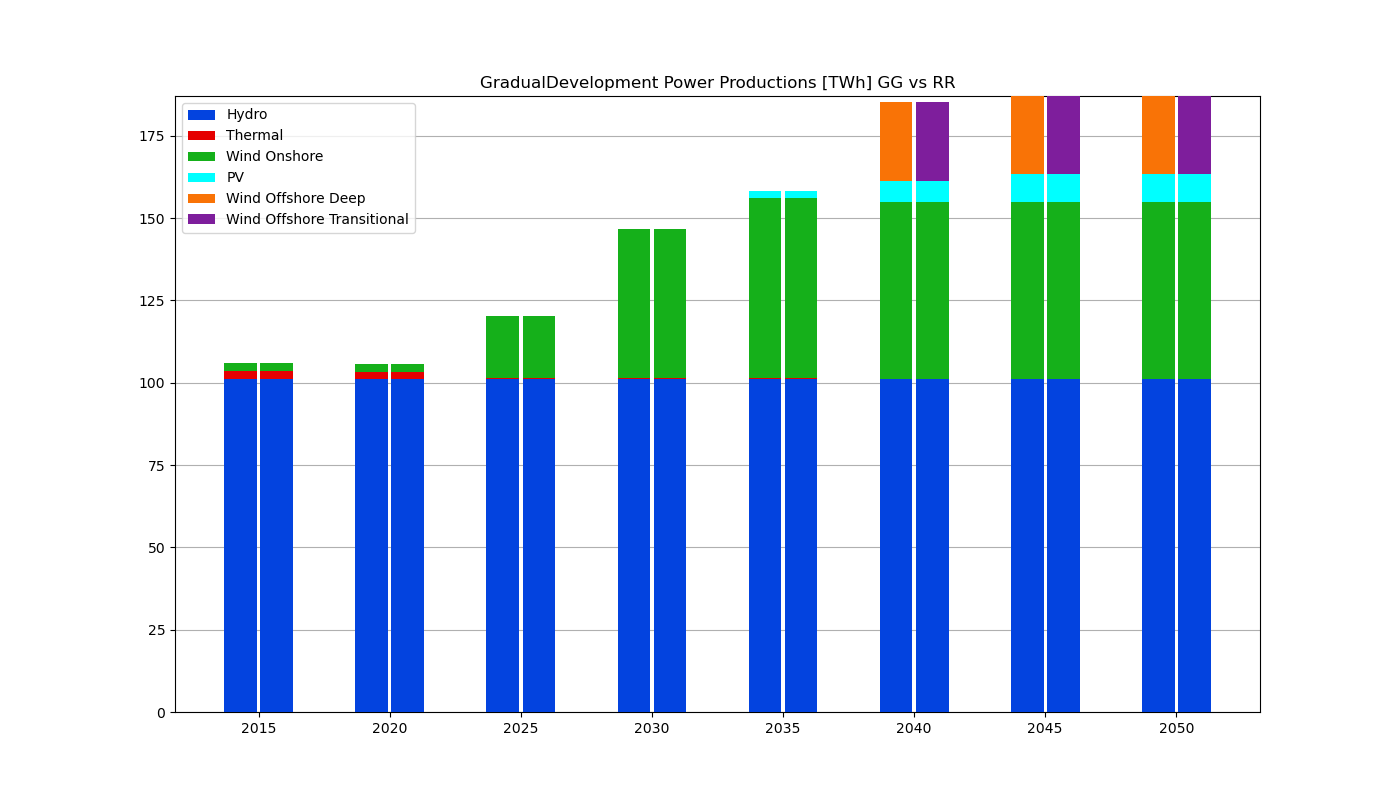 GradualDevelopment Power Productions [TWh] GG vs RR
Hydro
Thermal
Wind Onshore
PV
Wind Offshore Deep
Wind Offshore Transitional
175
150
125
100
75
50
25
0
2015 2020 2025 2030 2035 2040 2045 2050